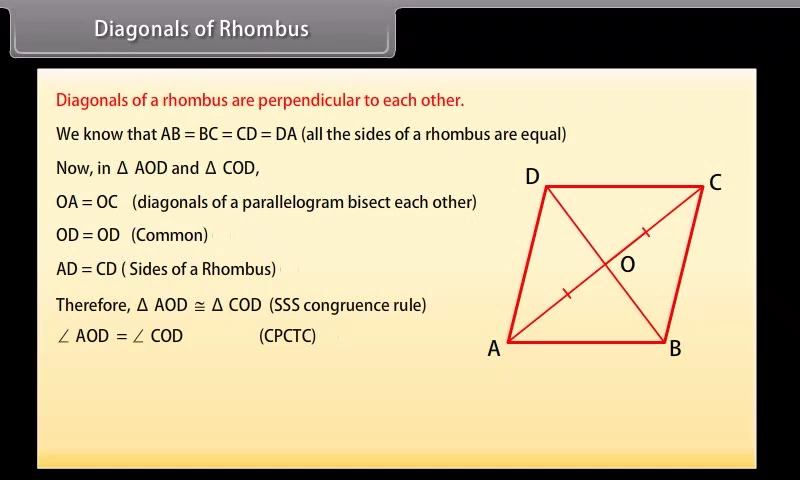 Diagonals of Rhombus
Diagonals of a rhombus are perpendicular to each other.
We know that AB = BC = CD = DA (all the sides of a rhombus are equal)
Now, in Δ AOD and Δ COD,
OA = OC (diagonals of a parallelogram bisect each other)
OD = OD (Common)
AD = CD ( Sides of a Rhombus)
Therefore, Δ AOD ≅ Δ COD (SSS congruence rule)
∠ AOD = ∠ COD (CPCTC)
D
C
O
A
B